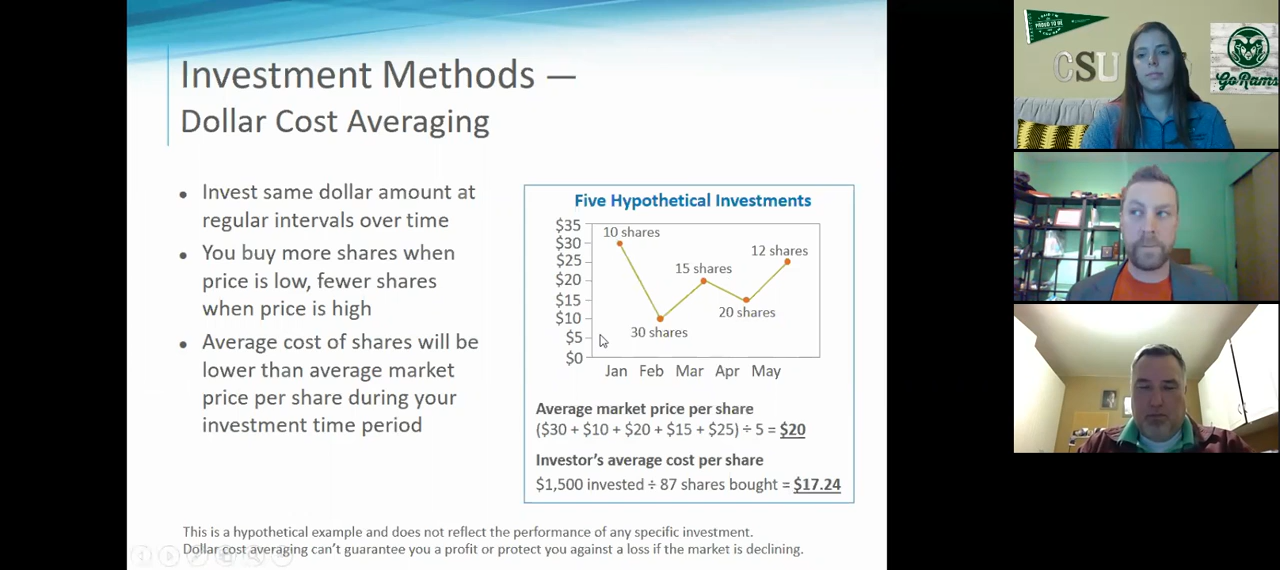 Investment Methods —
Dollar Cost Averaging
• Invest same dollar amount at
regular intervals over time
• You buy more shares when
price is low, fewer shares
when price is high
• Average cost of shares will be
lower than average market
price per share during your
investment time period
Five Hypothetical Investments
$35
$30
$25
$20
$15
$10
$5
$0
10 shares
30 shares
15 shares
20 shares
12 shares
Jan Feb Mar Apr May
Average market price per share
($30 + $10 + $20 + $15 + $25) ÷ 5 = $20
Investor's average cost per share
$1,500 invested ÷ 87 shares bought = $17.24
This is a hypothetical example and does not reflect the performance of any specific investment.
Dollar cost averaging can't guarantee you a profit or protect you against a loss if the market is declining.
PROUD TO BE
CSU
Go Rams